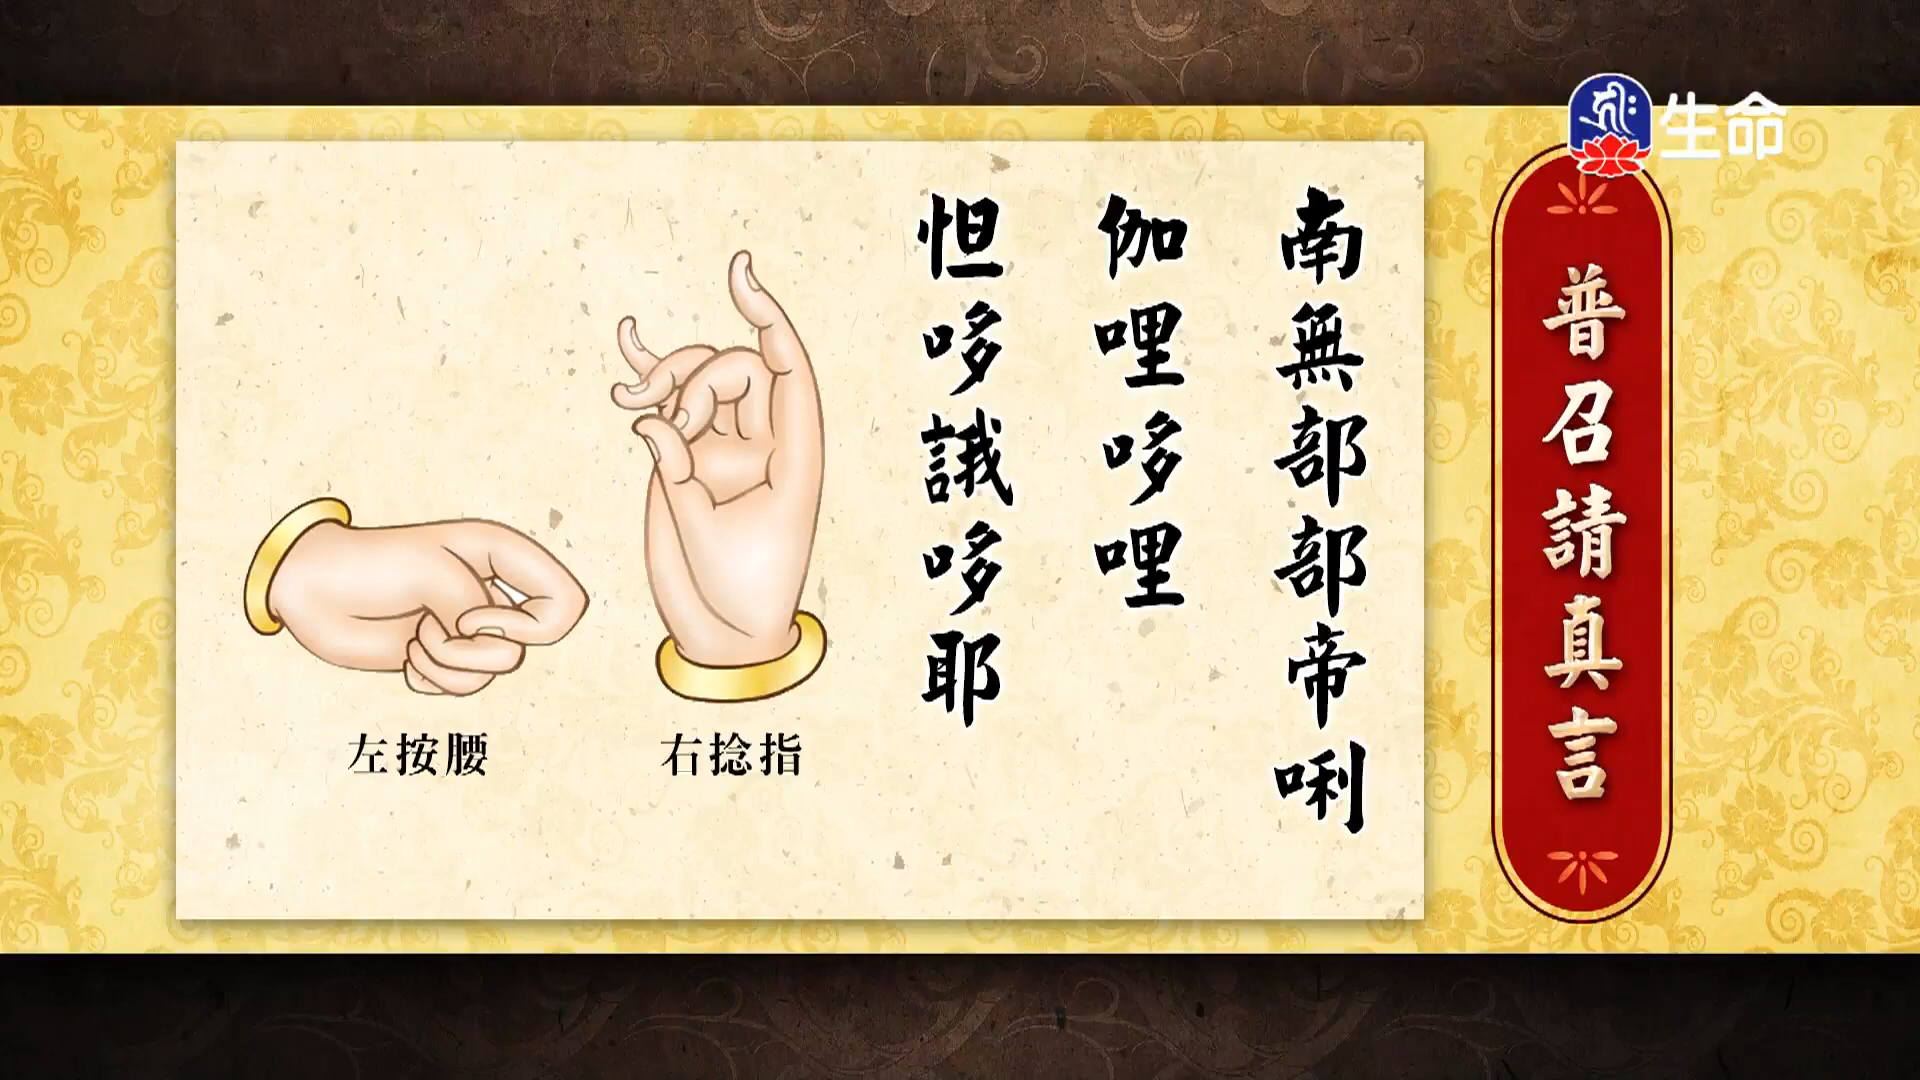 生命
普召請真言
南無部部帝唎
伽哩哆哩
怛哆誐哆耶
右捻指
左按腰